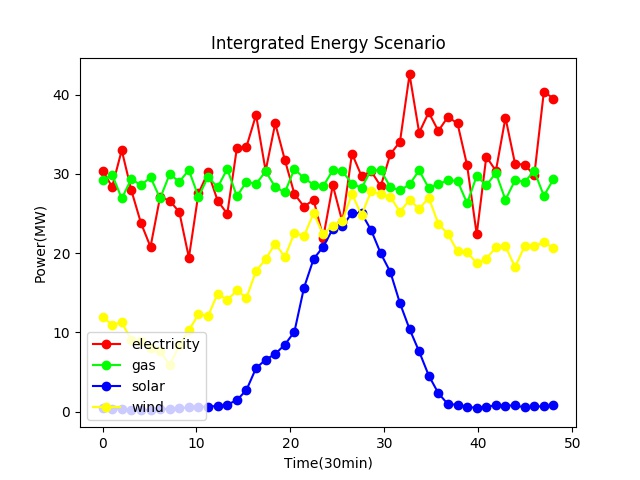 Intergrated Energy Scenario
Power(MW)
40
30
20
10
0
electricity
gas
solar
wind
0 10 20 30 40 50
Time(30min)